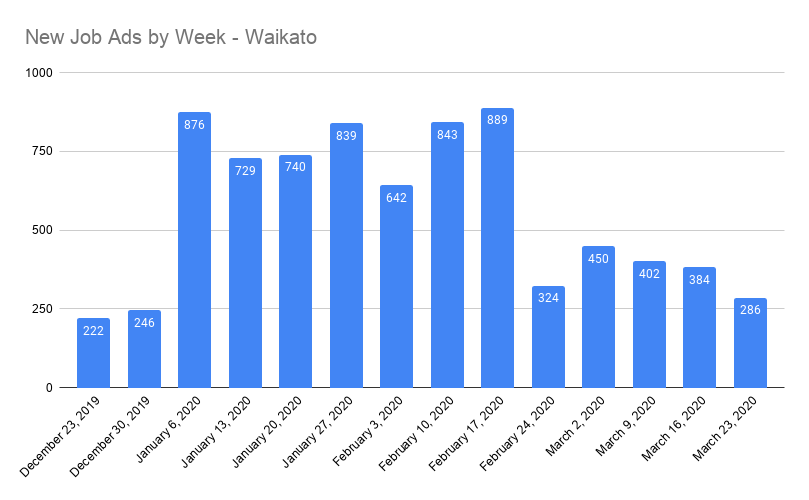 New Job Ads by Week - Waikato
1000
750
500
250
0
876
729
740
839
642
843
889
222
246
324
450
402
384
286
December 23, 2019
December 30, 2019
January 6, 2020
January 13, 2020
January 20, 2020
January 27, 2020
February 3, 2020
February 10, 2020
February 17, 2020
February 24, 2020
March 2, 2020
March 9, 2020
March 16, 2020
March 23, 2020